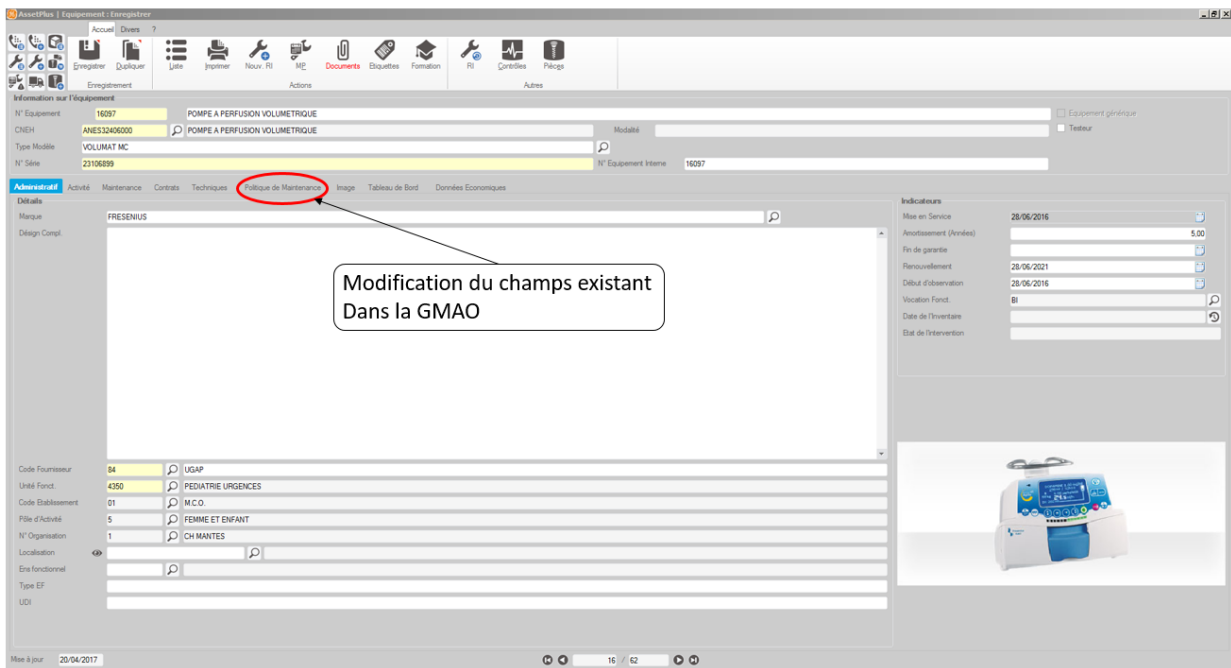 AssetPlus | Equipement : Enregistrer
Accueil Divers ?
Enregistrer Dupliquer Liste Imprimer Nouv. RI MP Documents Etiquettes Formation RI Contrôles Pièces
Enregistrement Actions Autres
Information sur l'équipement
N° Equipement 16097 POMPE A PERFUSION VOLUMETRIQUE Equipement générique
CNEH ANES32406000 POMPE A PERFUSION VOLUMETRIQUE Modalité Testeur
Type Modèle VOLUMAT MC
N° Série 23106899 N° Equipement Interne 16097
Administratif Activité Maintenance Contrats Techniques Politique de Maintenance Image Tableau de Bord Données Economiques
Détails Indicateurs
Marque FRESENIUS Mise en Service 28/06/2016
Désign Compl. Amortissement (Années) 5,00
Fin de garantie
Renouvellement 28/06/2021
Début d'observation 28/06/2016
Vocation Fonct. BI
Date de l'Inventaire
Etat de l'intervention
Modification du champs existant
Dans la GMAO
Code Fournisseur 84 UGAP
Unité Fonct. 4350 PEDIATRIE URGENCES
Code Etablissement 01 M.C.O.
Pôle d'Activité 5 FEMME ET ENFANT
N° Organisation 1 CH MANTES
Localisation
Ens fonctionnel
Type EF
UDI
Mise à jour 20/04/2017 16 / 62